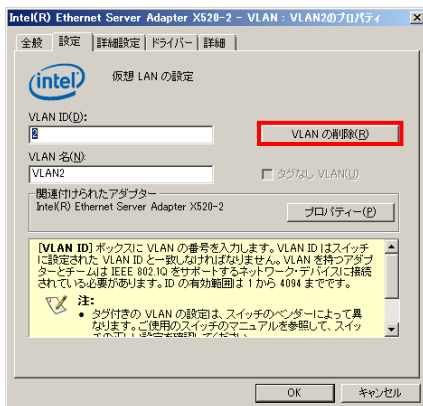 Intel(R) Ethernet Server Adapter X520-2 - VLAN : VLAN2のプロパティ
全般 設定 詳細設定 ドライバー 詳細
intel 仮想 LAN の設定
VLAN ID(D):
2 VLAN の削除(R)
VLAN 名(N):
VLAN2 タグなし VLAN(U)
関連付けられたアダプター
Intel(R) Ethernet Server Adapter X520-2
プロパティー(P)
[VLAN ID] ボックスに VLAN の番号を入力します。VLAN ID はスイッチ
に設定された VLAN ID と一致しなければなりません。VLAN を持つアダプ
ターとチームは IEEE 802.1Q をサポートするネットワーク・デバイスに接続
されている必要があります。ID の有効範囲は 1 から 4094 までです。
注:
• タグ付きの VLAN の設定は、スイッチのベンダーによって異
なります。ご使用のスイッチのマニュアルを参照して、スイッ
OK キャンセル